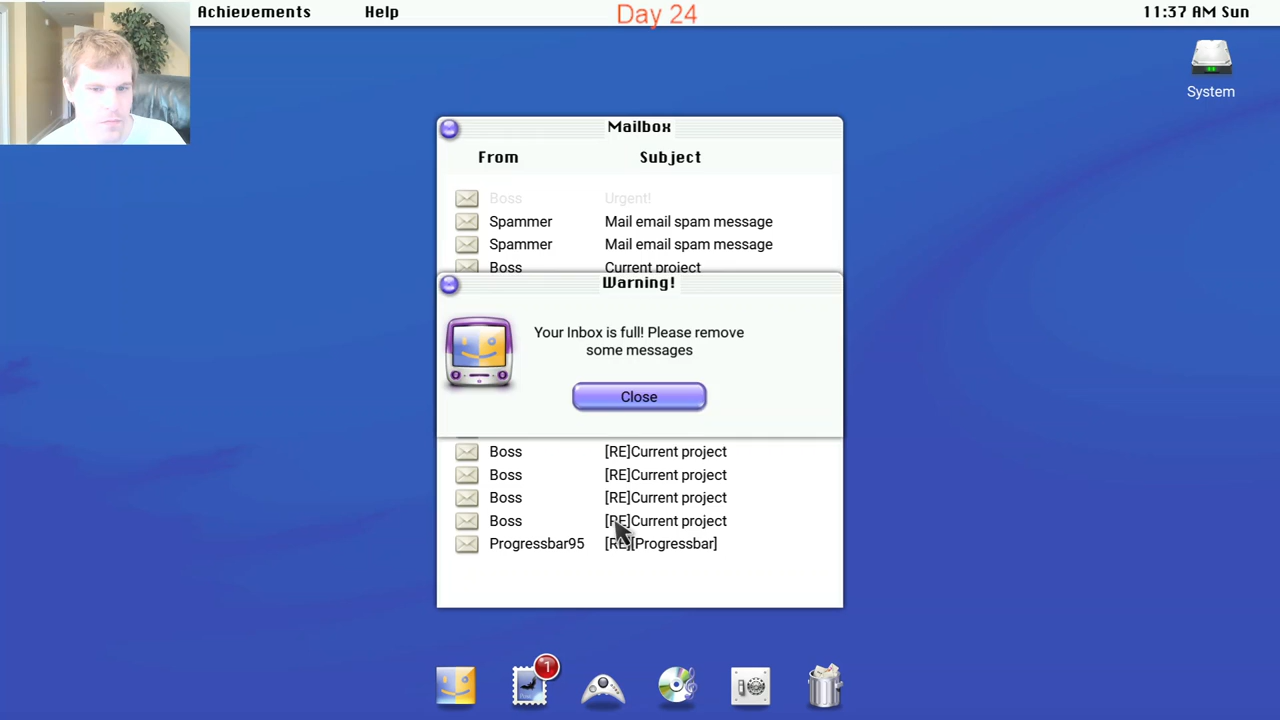 Achievements Help Day 24 11:37 AM Sun
System
Mailbox
From Subject
Boss Urgent!
Spammer Mail email spam message
Spammer Mail email spam message
Boss Current project
Warning!
Your Inbox is full! Please remove
some messages
Close
Boss [RE]Current project
Boss [RE]Current project
Boss [RE]Current project
Boss [RE]Current project
Progressbar95 [RE][Progressbar]
1